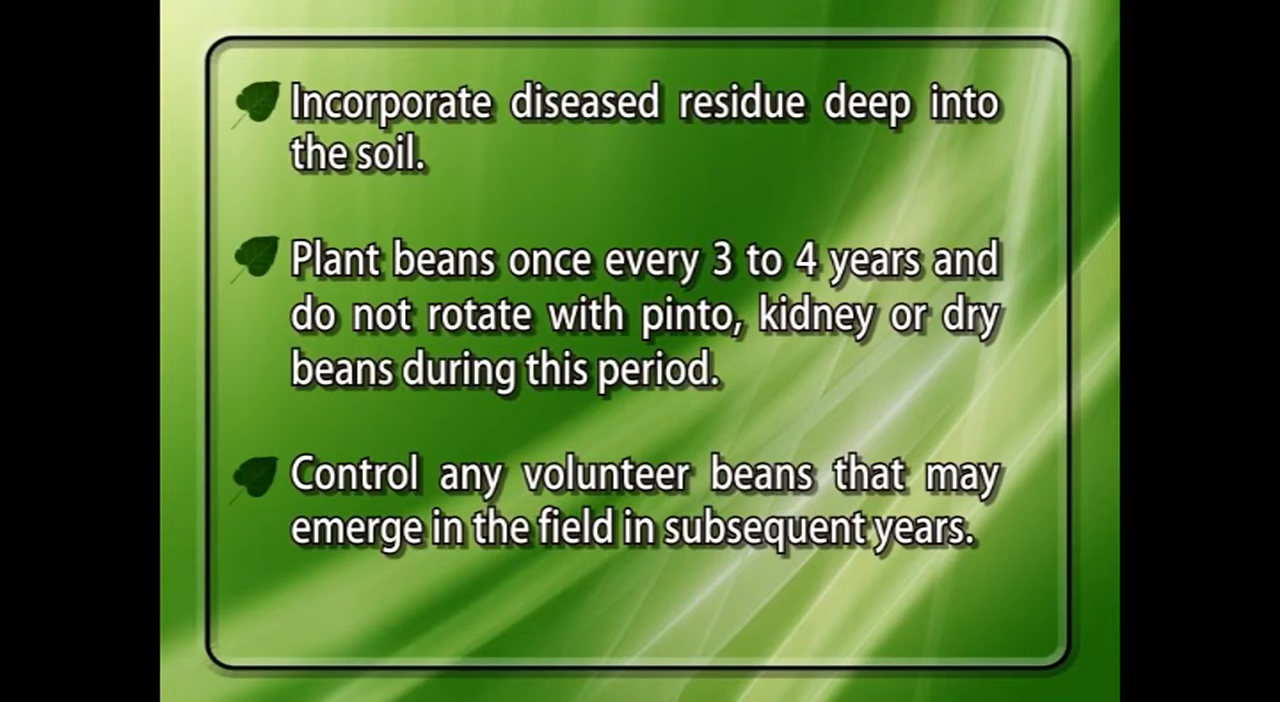 Incorporate diseased residue deep into
the soil.
Plant beans once every 3 to 4 years and
do not rotate with pinto, kidney or dry
beans during this period.
Control any volunteer beans that may
emerge in the field in subsequent years.